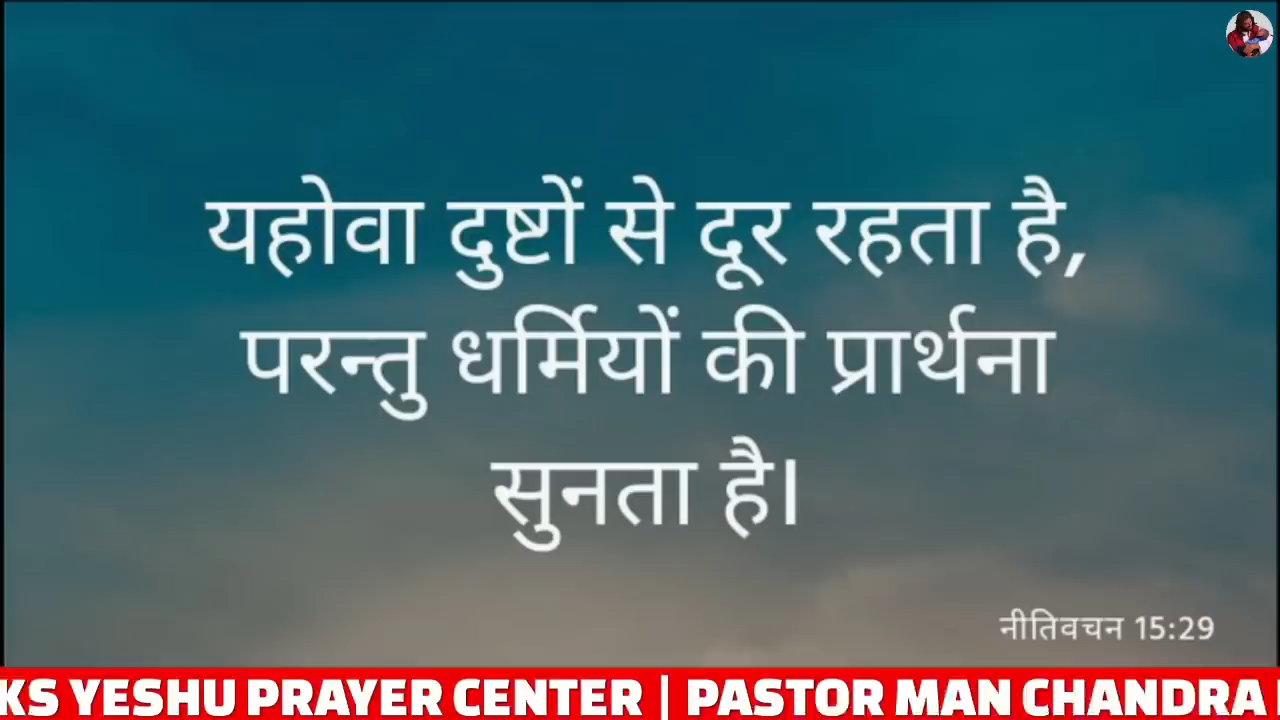 यहोवा दुष्टों से दूर रहता है,
परन्तु धर्मियों की प्रार्थना
सुनता है।
नीतिवचन 15:29
KS YESHU PRAYER CENTER | PASTOR MAN CHANDRA